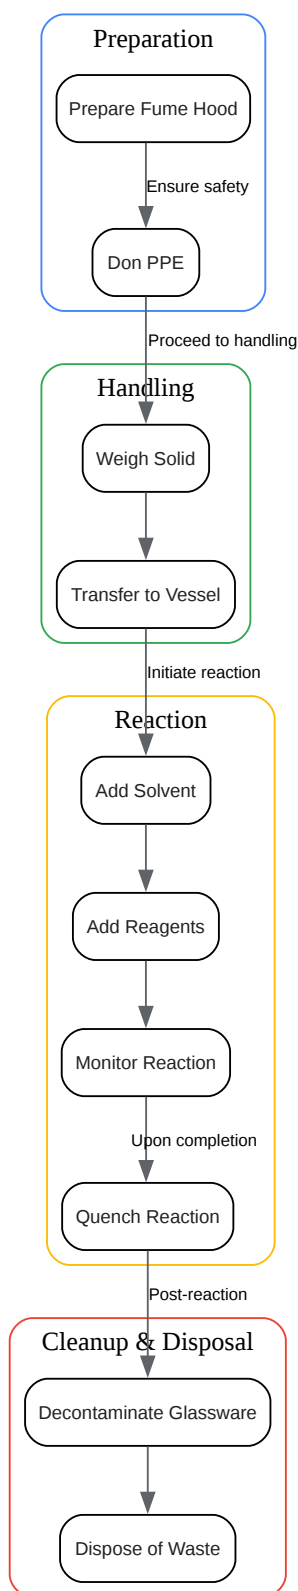 Preparation
Prepare Fume Hood
Ensure safety
Don PPE
Proceed to handling
Handling
Weigh Solid
Transfer to Vessel
Initiate reaction
Reaction
Add Solvent
Add Reagents
Monitor Reaction
Upon completion
Quench Reaction
Post-reaction
Cleanup & Disposal
Decontaminate Glassware
Dispose of Waste